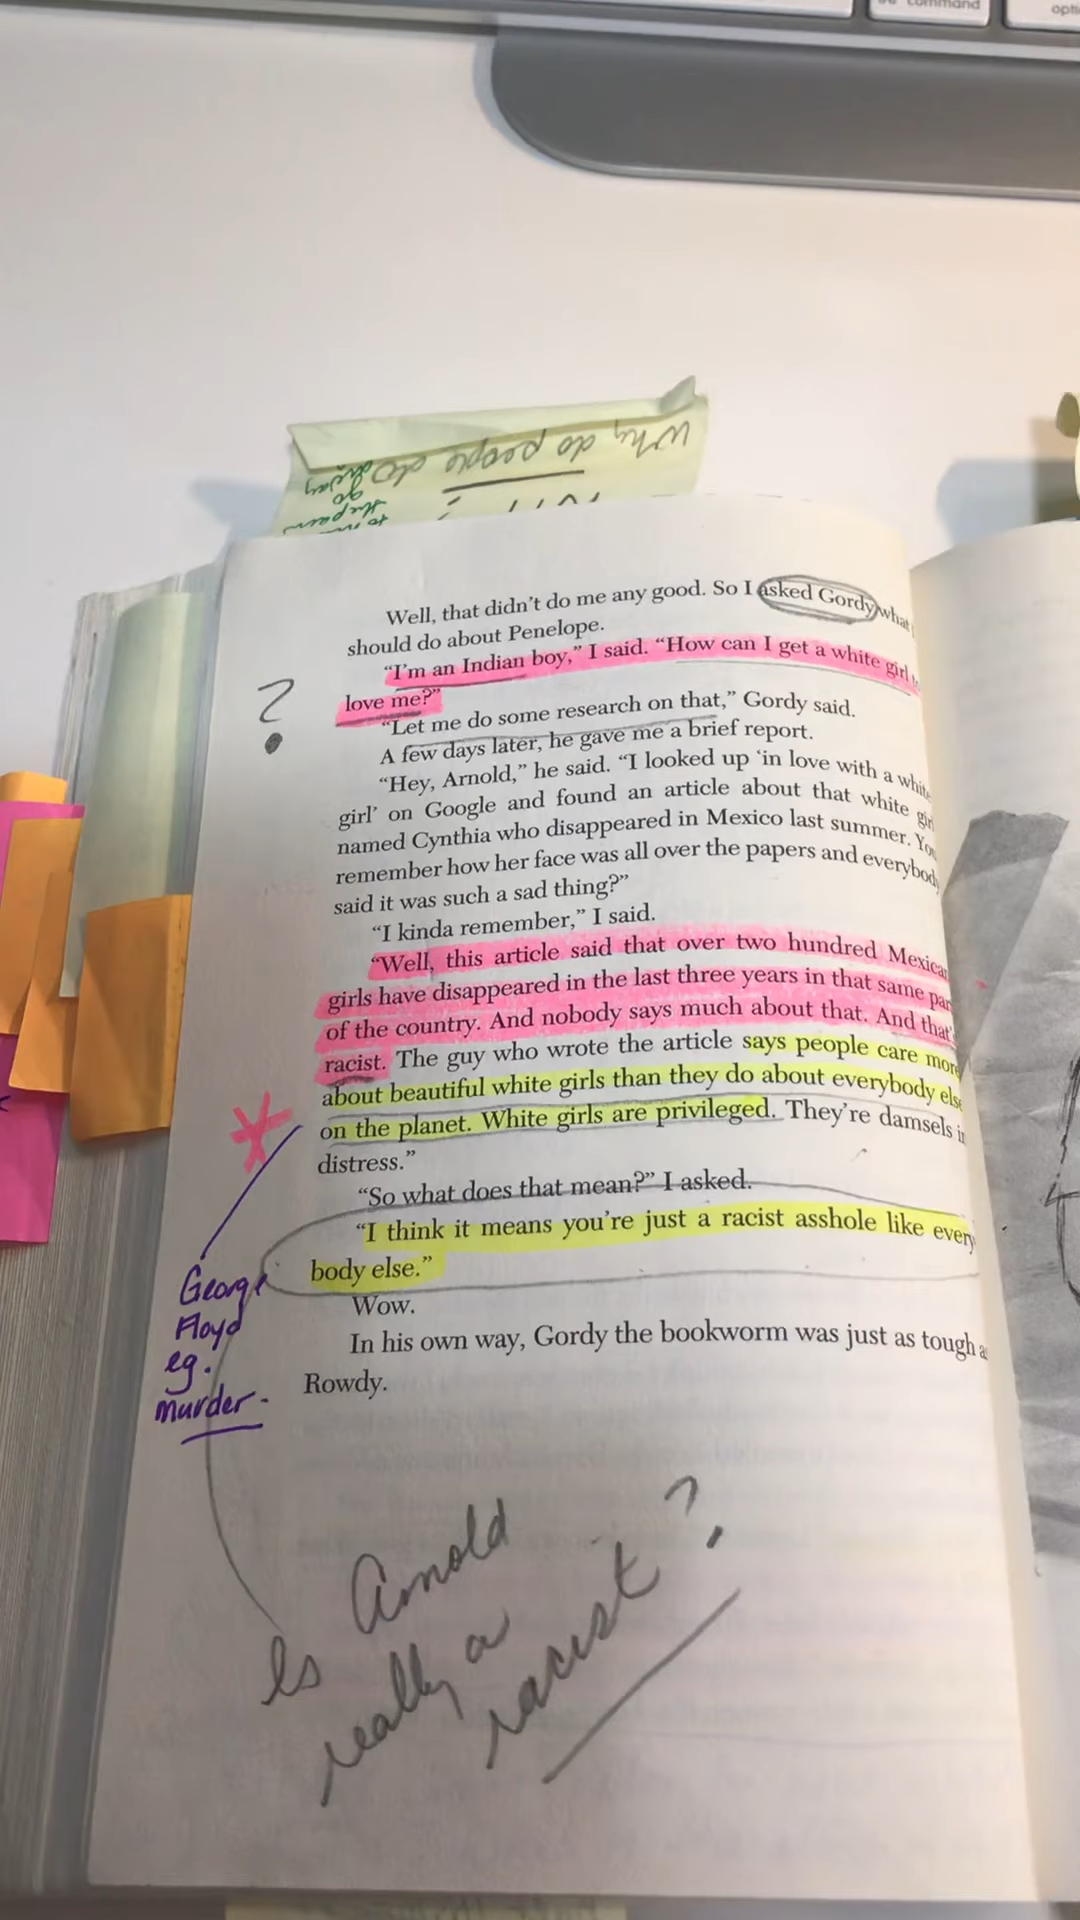 command
opti
Why do people do
go
away
Well, that didn't do me any good. So I asked Gordy what I
should do about Penelope.
"I'm an Indian boy," I said. "How can I get a white girl to
love me?"
"Let me do some research on that," Gordy said.
A few days later, he gave me a brief report.
"Hey, Arnold," he said. "I looked up 'in love with a white
girl' on Google and found an article about that white girl
named Cynthia who disappeared in Mexico last summer. You
remember how her face was all over the papers and everybody
said it was such a sad thing?"
"I kinda remember," I said.
"Well, this article said that over two hundred Mexican
girls have disappeared in the last three years in that same par
of the country. And nobody says much about that. And that's
racist. The guy who wrote the article says people care more
about beautiful white girls than they do about everybody else
on the planet. White girls are privileged. They're damsels in
distress."
"So what does that mean?" I asked.
"I think it means you're just a racist asshole like every
body else."
Wow.
In his own way, Gordy the bookworm was just as tough as
Rowdy.
?
George
Floyd
eg.
murder-
Is Arnold
really a
racist?